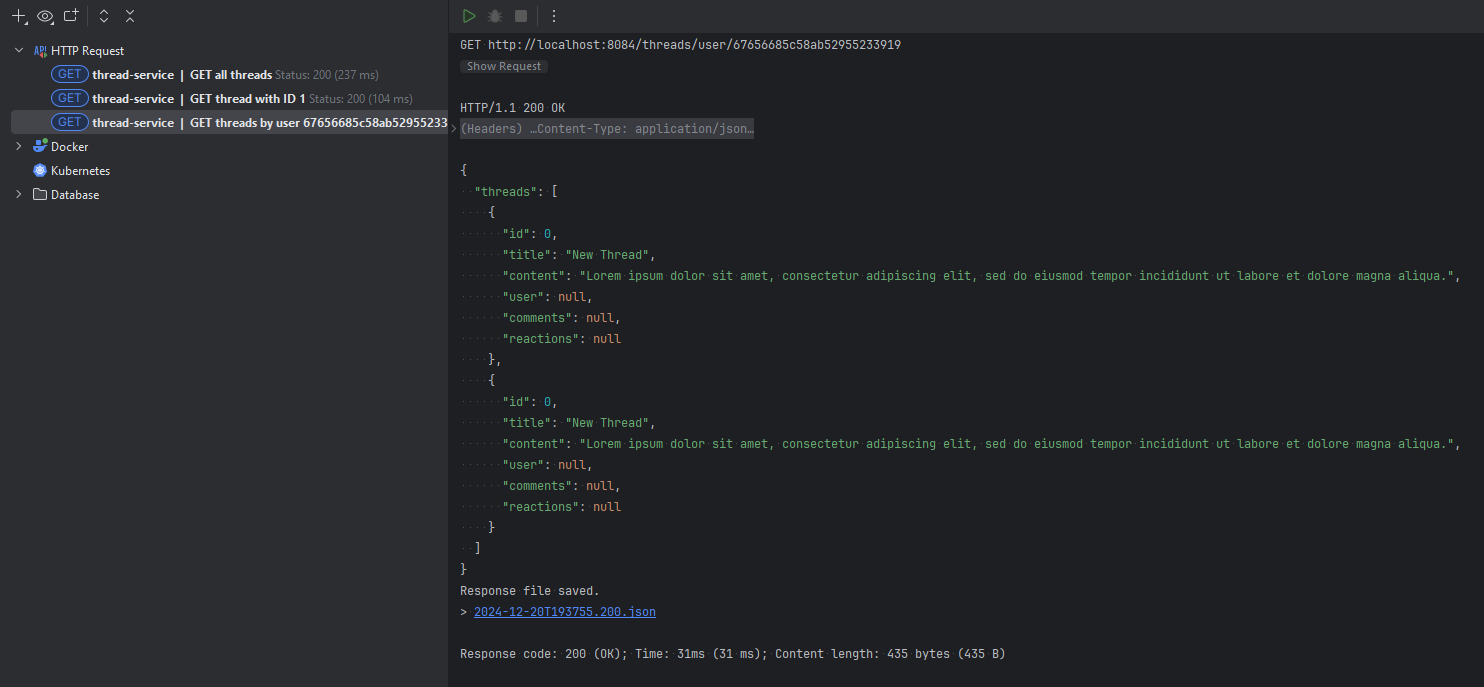 HTTP Request
GET thread-service | GET all threads Status: 200 (237 ms)
GET thread-service | GET thread with ID 1 Status: 200 (104 ms)
GET thread-service | GET threads by user 67656685c58ab52955233
Docker
Kubernetes
Database
GET http://localhost:8084/threads/user/67656685c58ab52955233919
Show Request
HTTP/1.1 200 OK
(Headers) …Content-Type: application/json…
{
"threads": [
{
"id": 0,
"title": "New Thread",
"content": "Lorem ipsum dolor sit amet, consectetur adipiscing elit, sed do eiusmod tempor incididunt ut labore et dolore magna aliqua.",
"user": null,
"comments": null,
"reactions": null
},
{
"id": 0,
"title": "New Thread",
"content": "Lorem ipsum dolor sit amet, consectetur adipiscing elit, sed do eiusmod tempor incididunt ut labore et dolore magna aliqua.",
"user": null,
"comments": null,
"reactions": null
}
]
}
Response file saved.
> 2024-12-20T193755.200.json
Response code: 200 (OK); Time: 31ms (31 ms); Content length: 435 bytes (435 B)